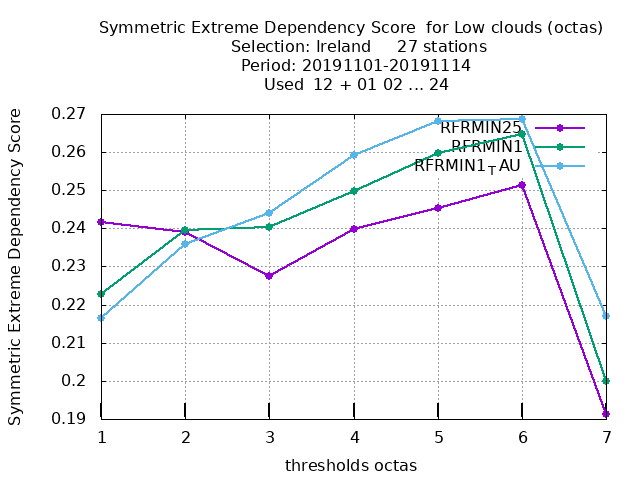 Symmetric Extreme Dependency Score  for Low clouds (octas)
Selection: Ireland     27 stations
Period: 20191101-20191114
Used  12 + 01 02 ... 24
Symmetric Extreme Dependency Score
0.27
0.26
0.25
0.24
0.23
0.22
0.21
0.2
0.19
RFRMIN25
RFRMIN1
RFRMIN1_TAU
1 2 3 4 5 6 7
thresholds octas